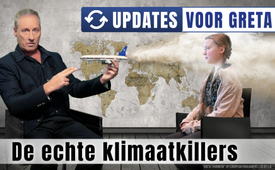 UPDATES VOOR GRETA
De echte klimaatkillers